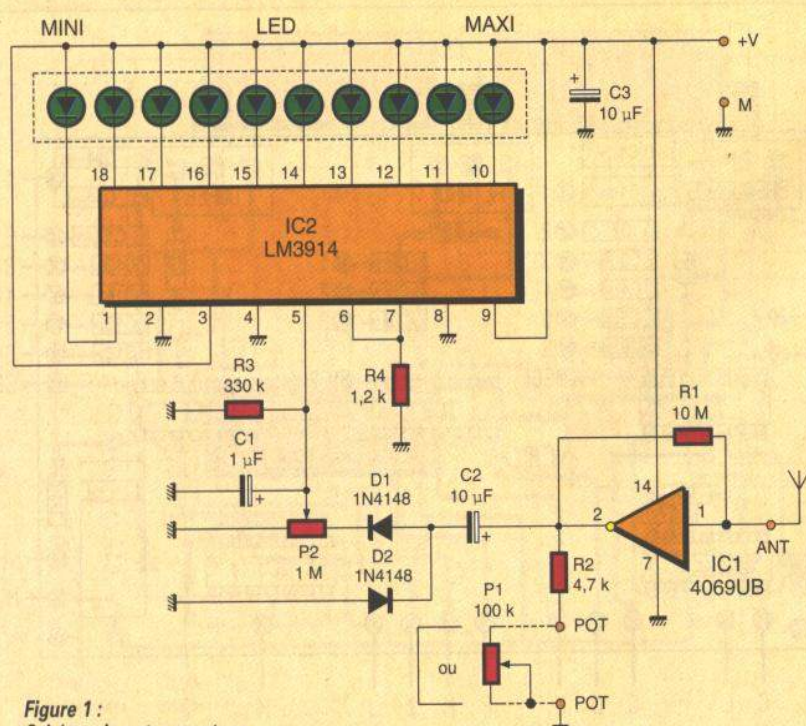 MINI LED MAXI
+V
C3
10 µF
+
M
18 17 16 15 14 13 12 11 10
IC2
LM3914
1 2 3 4 5 6 7 8 9
R3
330 k
R4
1,2 k
R1
10 M
C1
1 µF
+
D1
1N4148
C2
10 µF
+
14
2
1
7
ANT
IC1
4069UB
P2
1 M
D2
1N4148
R2
4,7 k
P1
100 k
POT
ou
POT
Figure 1 :